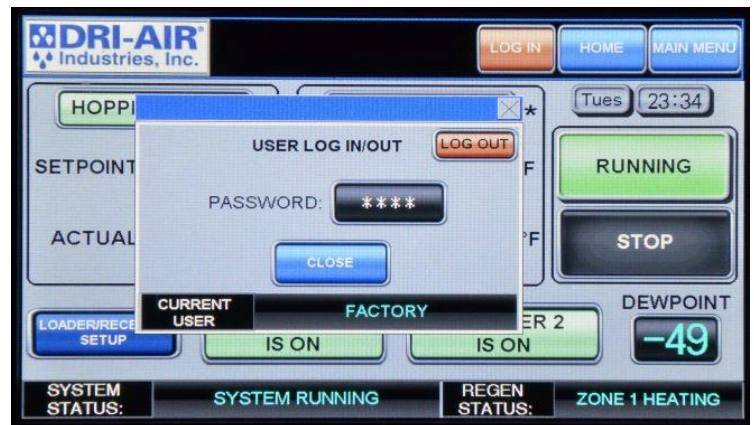 DRI-AIR®
Industries, Inc.
LOG IN
HOME
MAIN MENU
HOPPI
*
Tues
23:34
USER LOG IN/OUT
LOG OUT
SETPOINT
F
RUNNING
PASSWORD:
****
ACTUAL
°F
STOP
CLOSE
CURRENT
USER
FACTORY
DEWPOINT
LOADER/RECE
SETUP
IS ON
ER 2
IS ON
-49
SYSTEM
STATUS:
SYSTEM RUNNING
REGEN
STATUS:
ZONE 1 HEATING